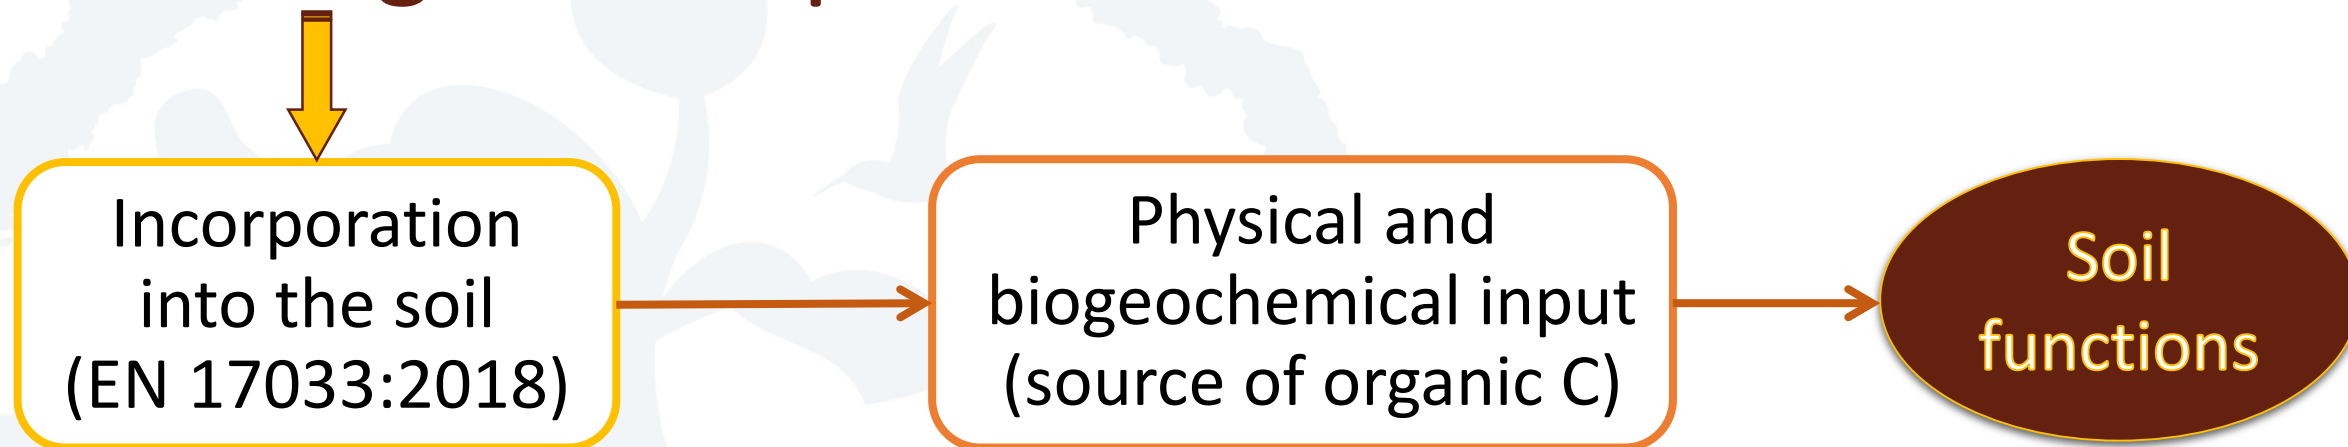 Incorporation
into the soil
(EN 17033:2018)
Physical and
biogeochemical input
(source of organic C)
Soil
functions